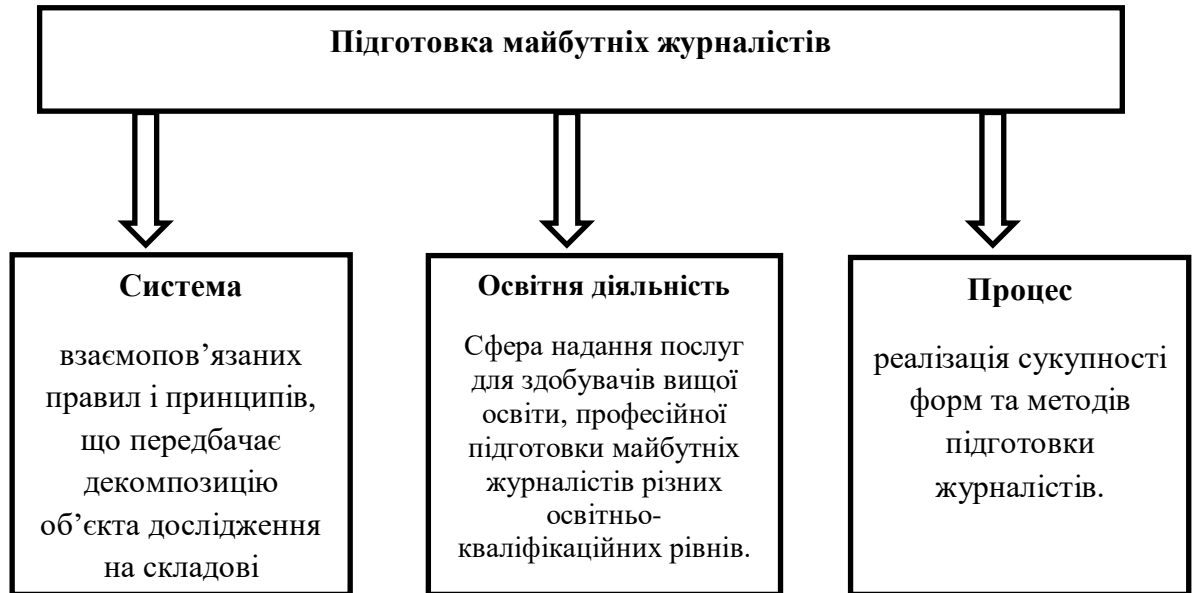 Підготовка майбутніх журналістів
Система
взаємопов’язаних
правил і принципів,
що передбачає
декомпозицію
об’єкта дослідження
на складові
Освітня діяльність
Сфера надання послуг
для здобувачів вищої
освіти, професійної
підготовки майбутніх
журналістів різних
освітньо-
кваліфікаційних рівнів.
Процес
реалізація сукупності
форм та методів
підготовки
журналістів.